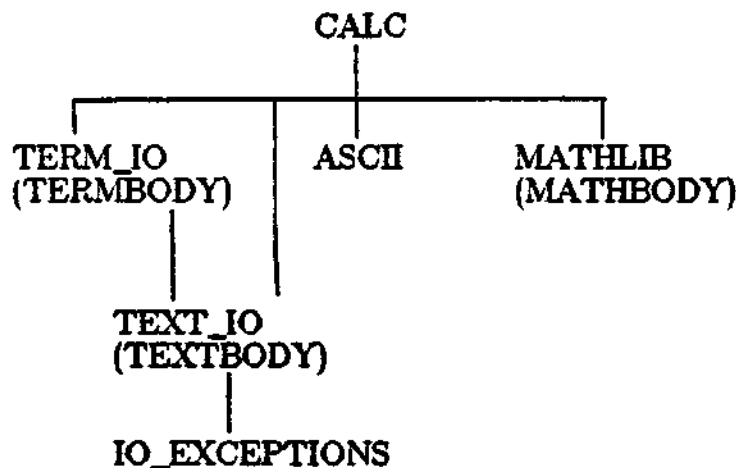 CALC
TERM_IO
(TERMBODY)
ASCII
MATHLIB
(MATHBODY)
TEXT_IO
(TEXTBODY)
IO_EXCEPTIONS